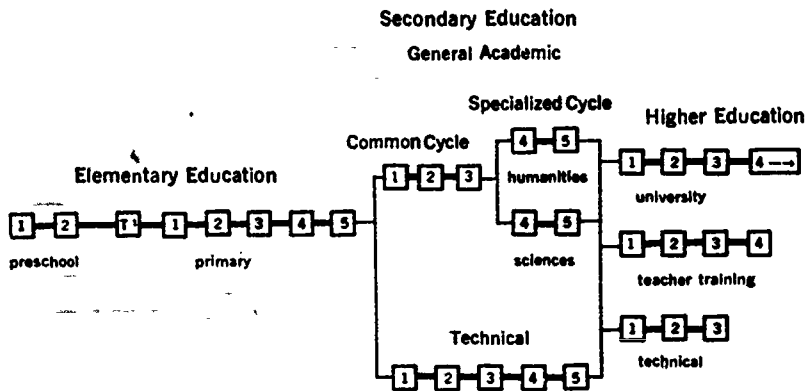 Secondary Education
General Academic
Specialized Cycle
Higher Education
4 5
Common Cycle
1 2 3 4 →
1 2 3
humanities
Elementary Education
university
1 2 T 1 2 3 4 5
4 5
1 2 3 4
preschool
primary
sciences
teacher training
Technical
1 2 3
technical
1 2 3 4 5